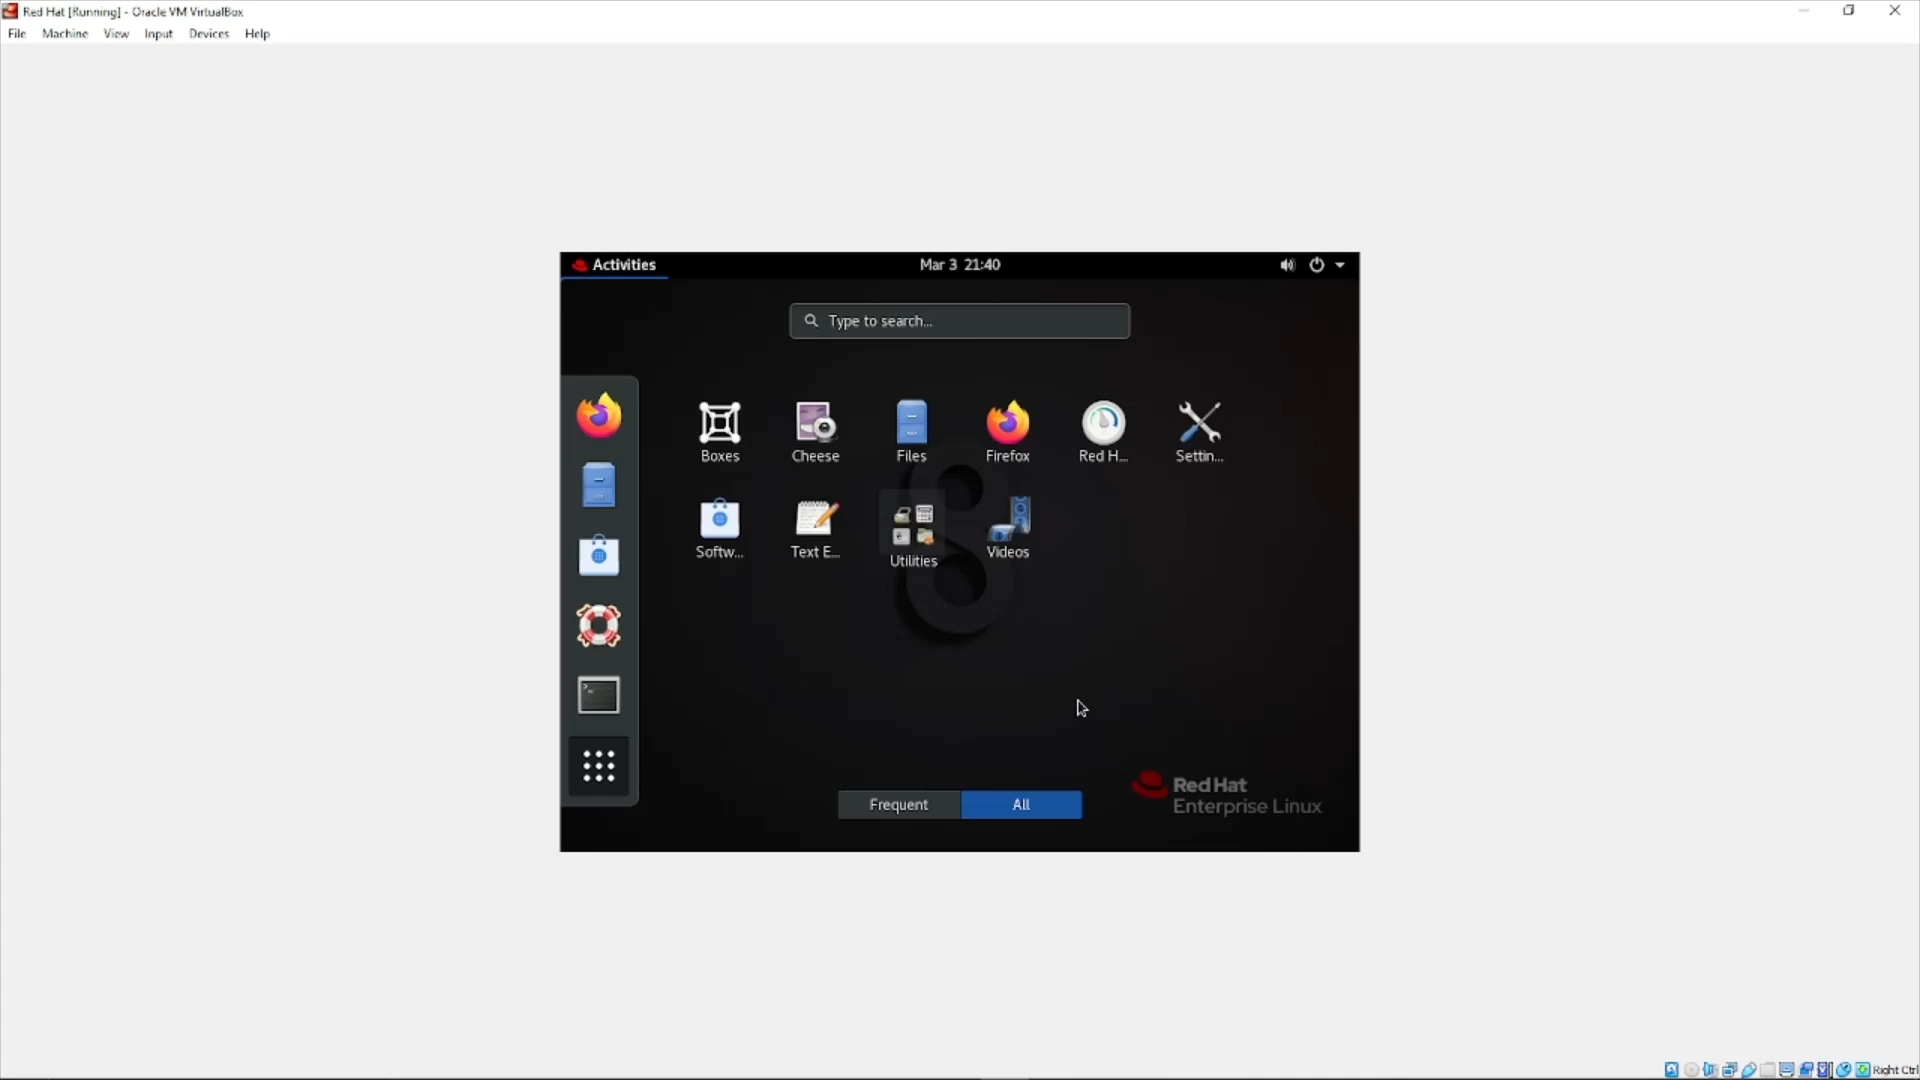 Red Hat [Running] - Oracle VM VirtualBox
File Machine View Input Devices Help
Activities
Mar 3 21:40
Type to search...
Boxes Cheese Files Firefox Red H... Settin...
Softw... Text E... Utilities Videos
8
Frequent All
Red Hat
Enterprise Linux
Right Ctrl